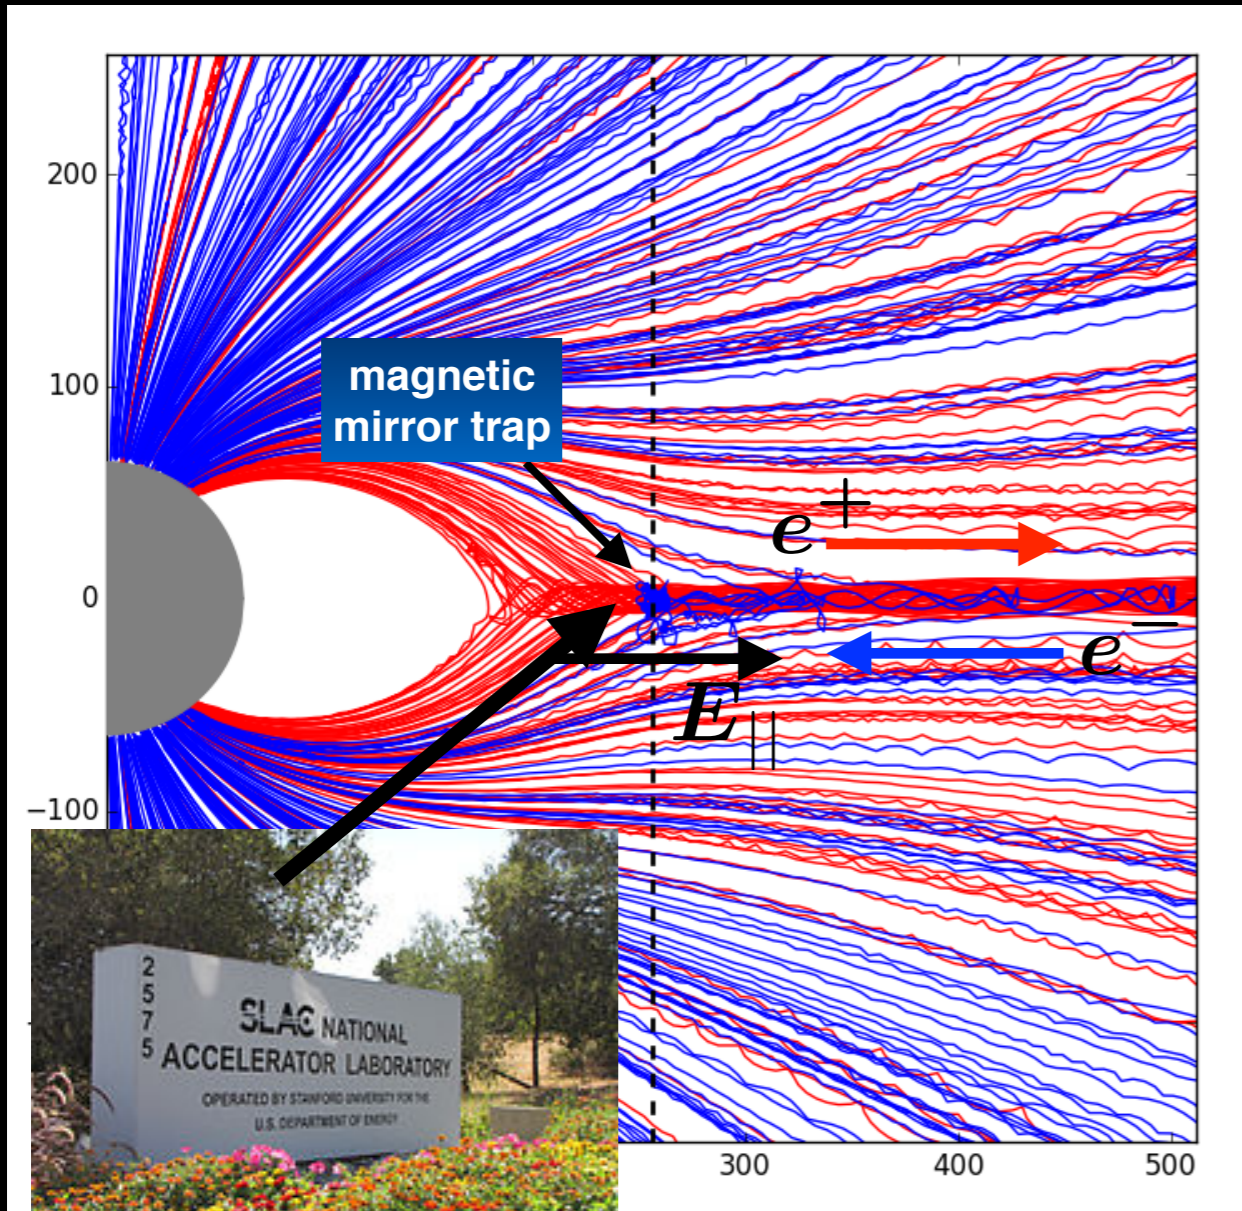 200
magnetic
mirror trap
100
e+
0
e−
E||
−100
2
5
7
5
SLAC NATIONAL
ACCELERATOR LABORATORY
OPERATED BY STANFORD UNIVERSITY FOR THE
U.S. DEPARTMENT OF ENERGY
300
400
500